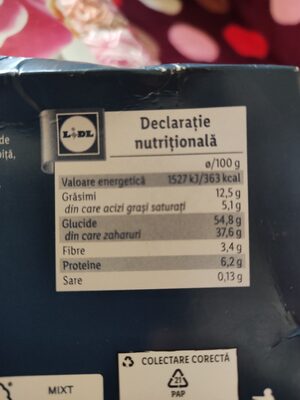 LIDL
Declarație
nutrițională
ø/100 g
Valoare energetică 1527 kJ/363 kcal
Grăsimi 12,5 g
din care acizi grași saturați 5,1 g
Glucide 54,8 g
din care zaharuri 37,6 g
Fibre 3,4 g
Proteine 6,2 g
Sare 0,13 g
de
MIXT
COLECTARE CORECTĂ
21
PAP